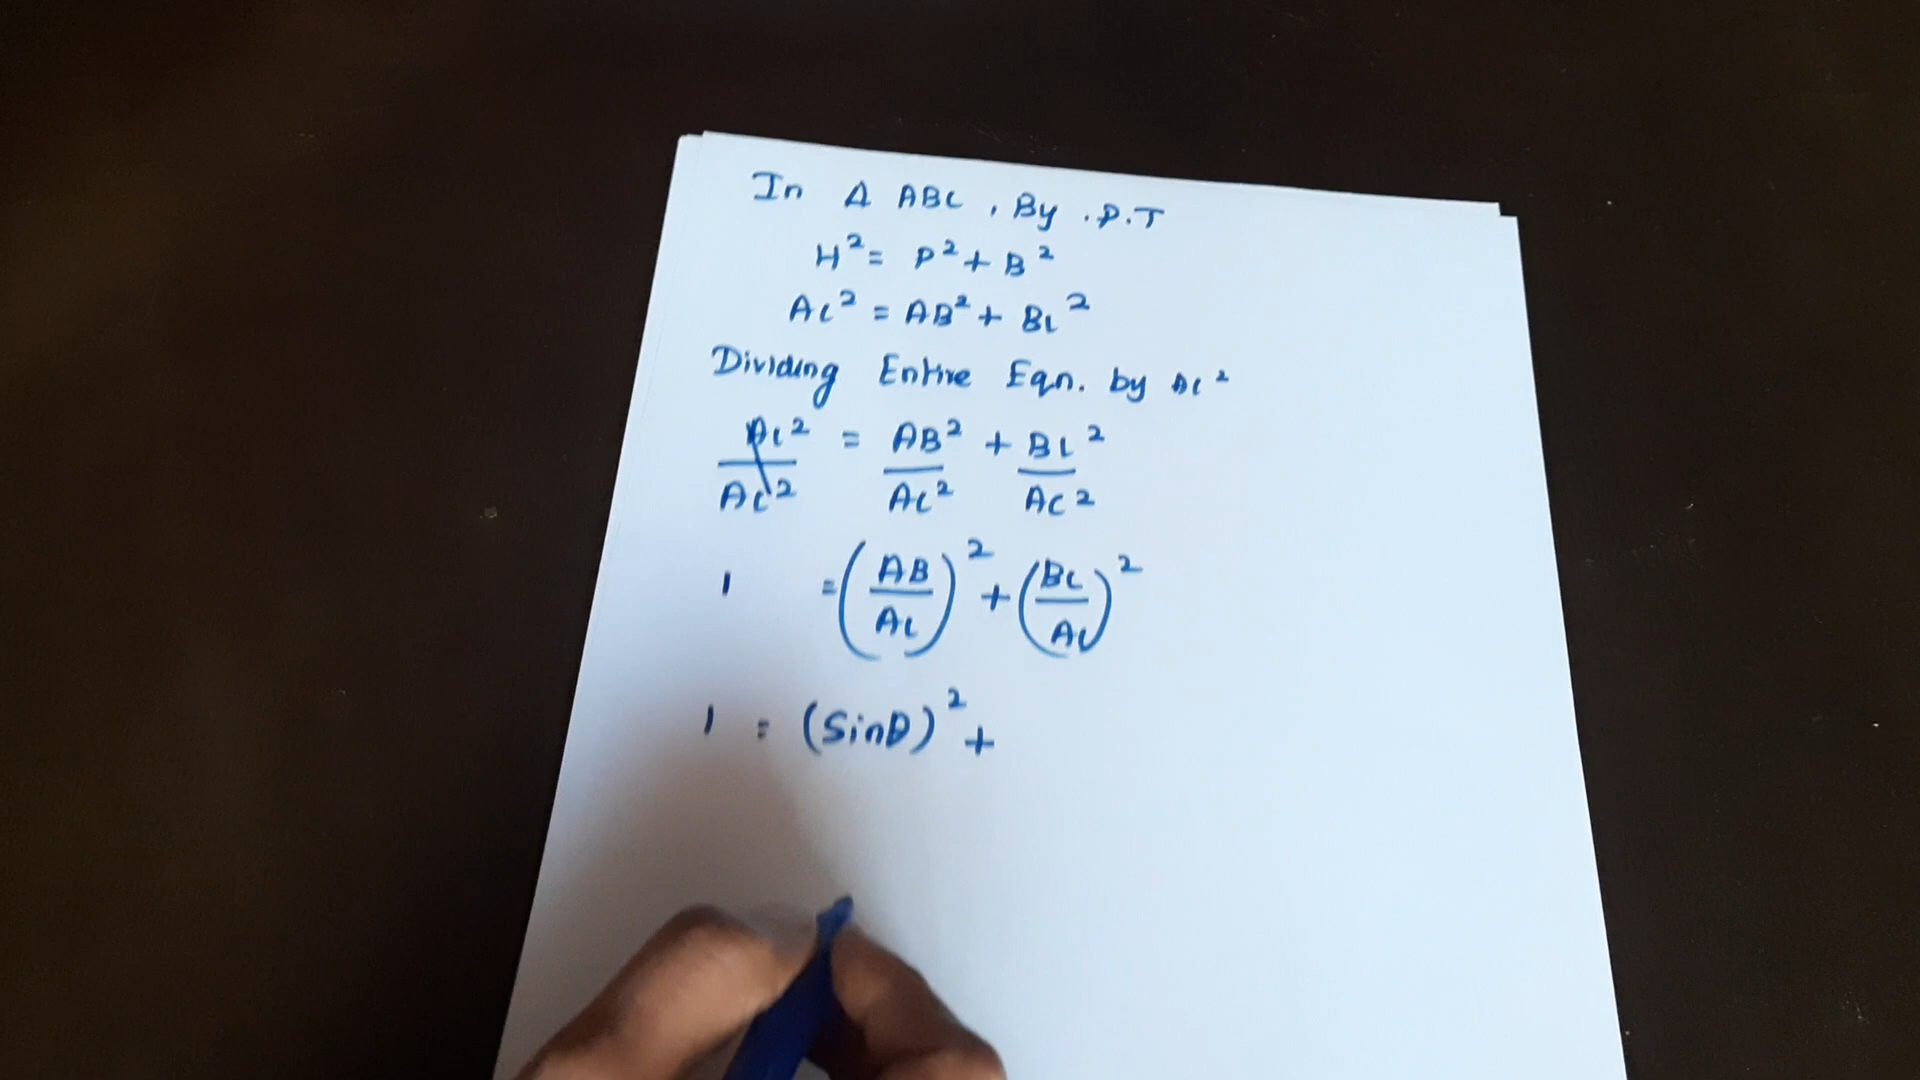 In Δ ABC , By . P.T
H² = P² + B²
AC² = AB² + BC²
Dividing Entire Eqn. by AC²
AC²/AC² = AB²/AC² + BC²/AC²
1 = (AB/AC)² + (BC/AC)²
1 = (Sinθ)² +